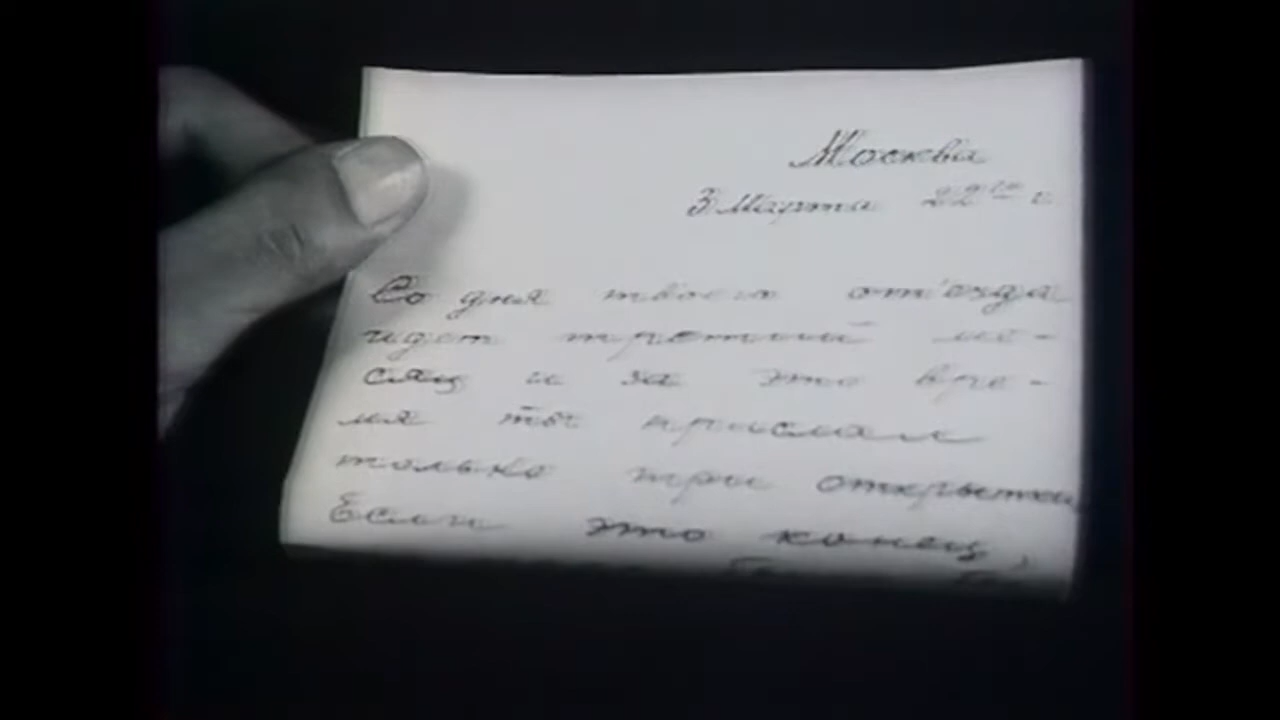 Москва
3 Марта 22го г.
Со дня твоего отъезда
идет третий ме-
сяц и за это вре-
мя ты прислал
только три открытки
Если это конец,